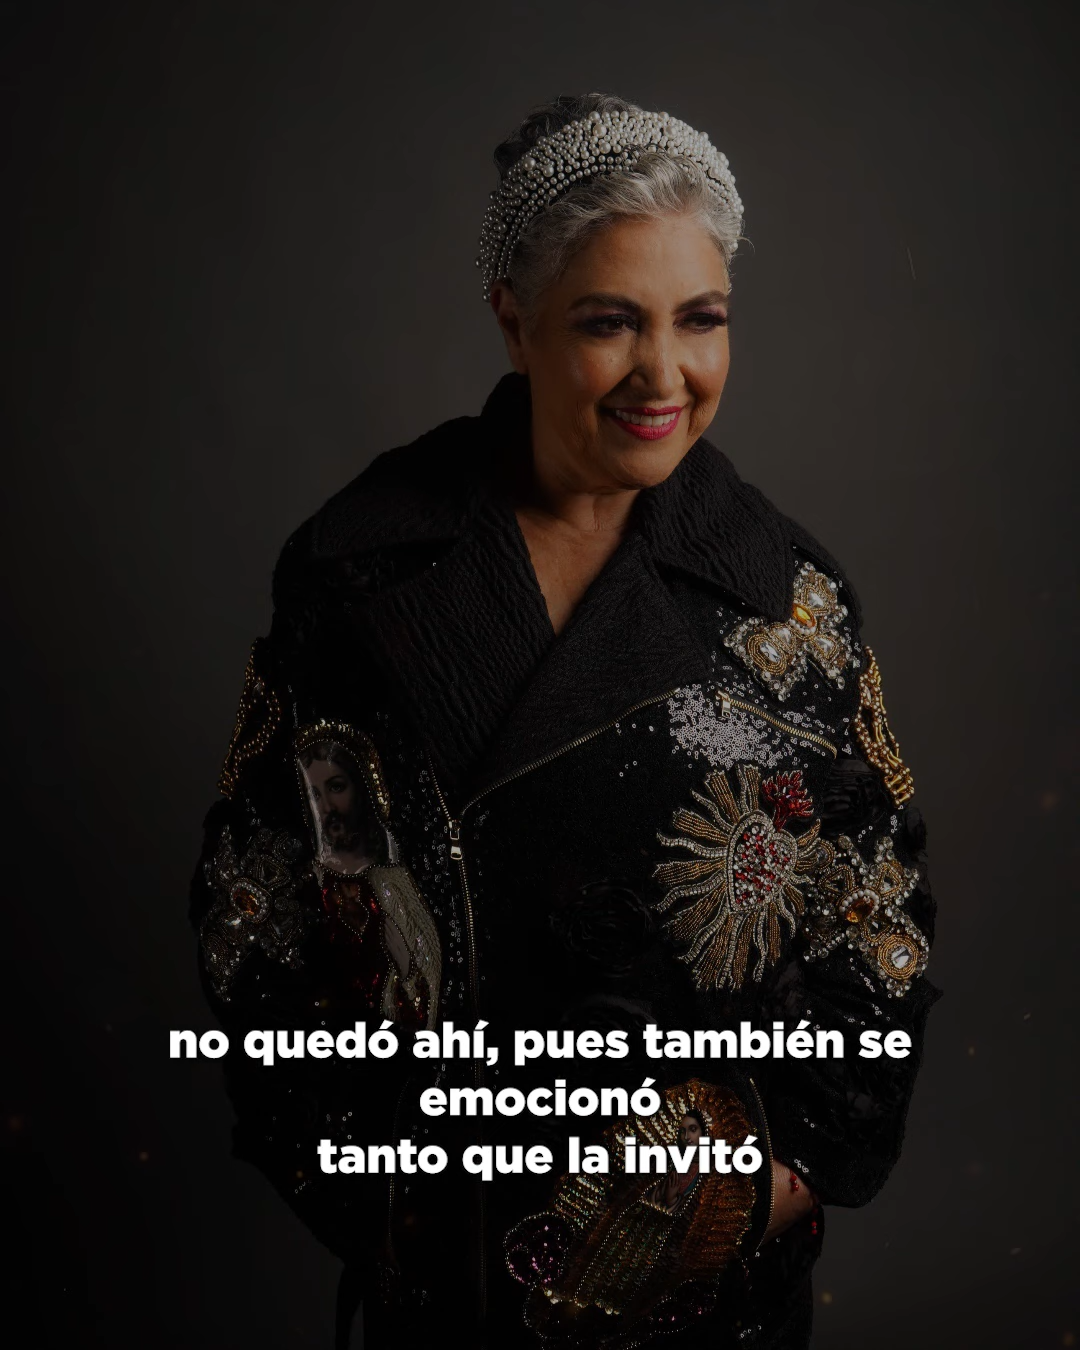 no quedó ahí, pues también se
emocionó
tanto que la invitó